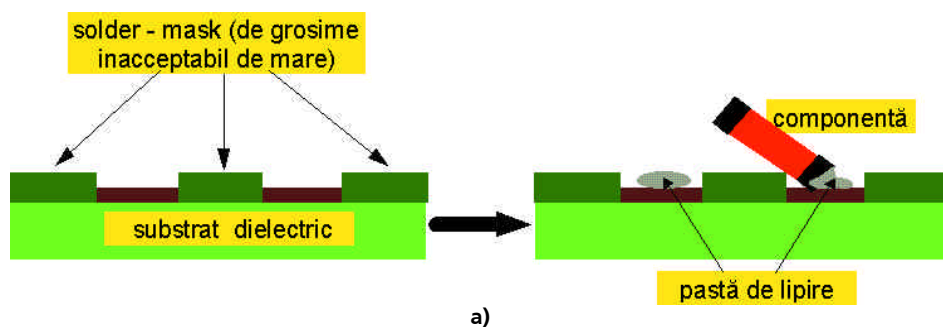 solder - mask (de grosime
inacceptabil de mare)
componentă
substrat dielectric
pastă de lipire
a)